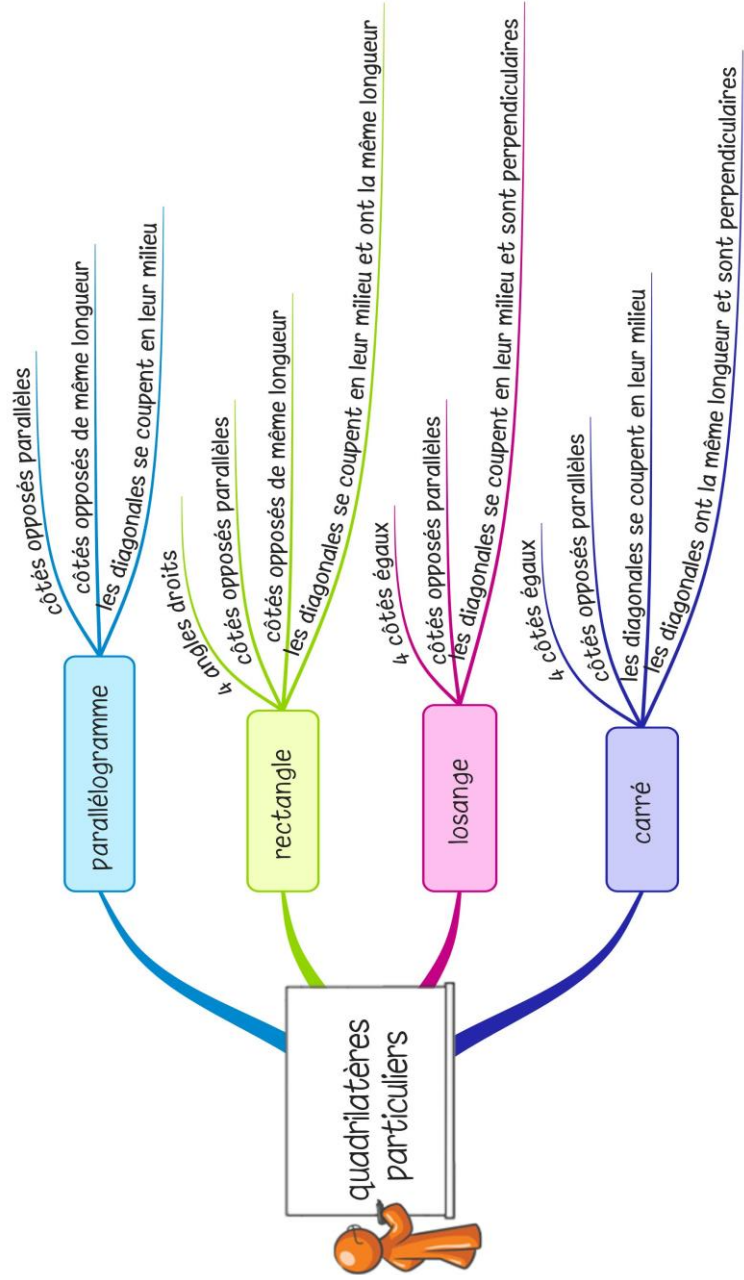 quadrilatères
particuliers
parallélogramme
côtés opposés parallèles
côtés opposés de même longueur
les diagonales se coupent en leur milieu
rectangle
4 angles droits
côtés opposés parallèles
côtés opposés de même longueur
les diagonales se coupent en leur milieu et ont la même longueur
losange
4 côtés égaux
côtés opposés parallèles
les diagonales se coupent en leur milieu et sont perpendiculaires
carré
4 côtés égaux
côtés opposés parallèles
les diagonales se coupent en leur milieu
les diagonales ont la même longueur et sont perpendiculaires